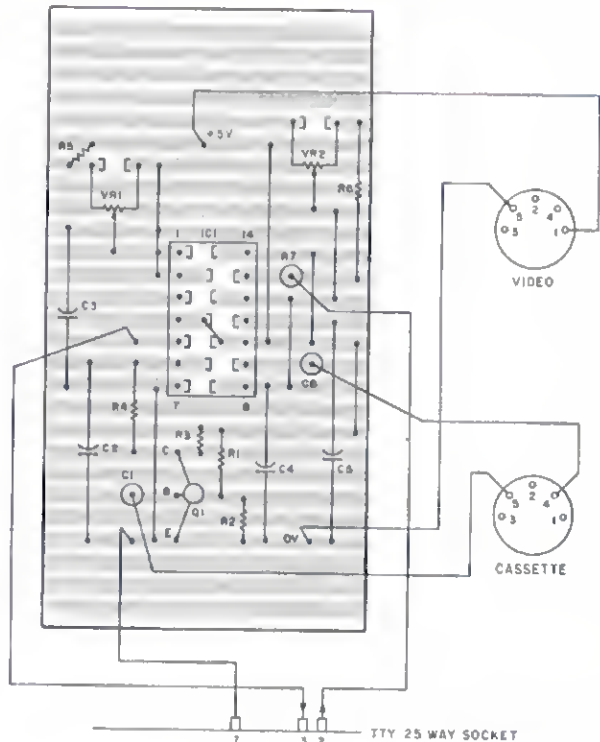 +5V
R5
VR2
VR1
R6
1 IC1 14
R7
C3
C6
7 8
R4
R3
R1
C2
C
C4
C5
C1
B
Q1
R2
E
0V
2
5 4
1
VIDEO
2
5 4
3 1
CASSETTE
7 3 2
TTY 25 WAY SOCKET